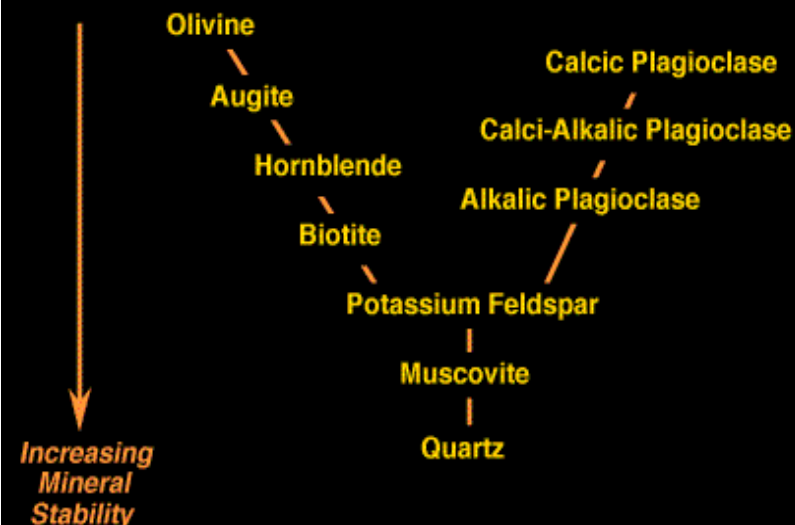 Olivine
Calcic Plagioclase
Augite
Calci-Alkalic Plagioclase
Hornblende
Alkalic Plagioclase
Biotite
Potassium Feldspar
Muscovite
Quartz
Increasing
Mineral
Stability